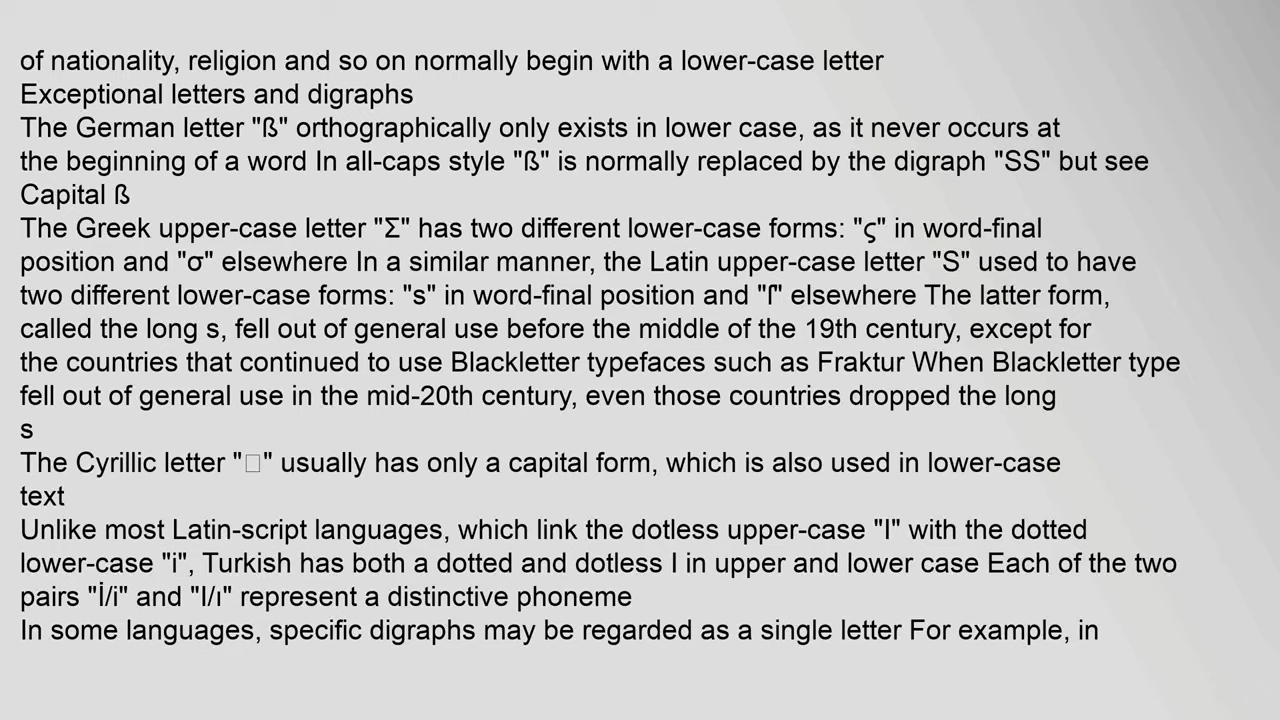 of nationality, religion and so on normally begin with a lower-case letter
Exceptional letters and digraphs
The German letter "ß" orthographically only exists in lower case, as it never occurs at
the beginning of a word In all-caps style "ß" is normally replaced by the digraph "SS" but see
Capital ß
The Greek upper-case letter "Σ" has two different lower-case forms: "ς" in word-final
position and "σ" elsewhere In a similar manner, the Latin upper-case letter "S" used to have
two different lower-case forms: "s" in word-final position and "ſ" elsewhere The latter form,
called the long s, fell out of general use before the middle of the 19th century, except for
the countries that continued to use Blackletter typefaces such as Fraktur When Blackletter type
fell out of general use in the mid-20th century, even those countries dropped the long
s
The Cyrillic letter "□" usually has only a capital form, which is also used in lower-case
text
Unlike most Latin-script languages, which link the dotless upper-case "I" with the dotted
lower-case "i", Turkish has both a dotted and dotless I in upper and lower case Each of the two
pairs "İ/i" and "I/ı" represent a distinctive phoneme
In some languages, specific digraphs may be regarded as a single letter For example, in